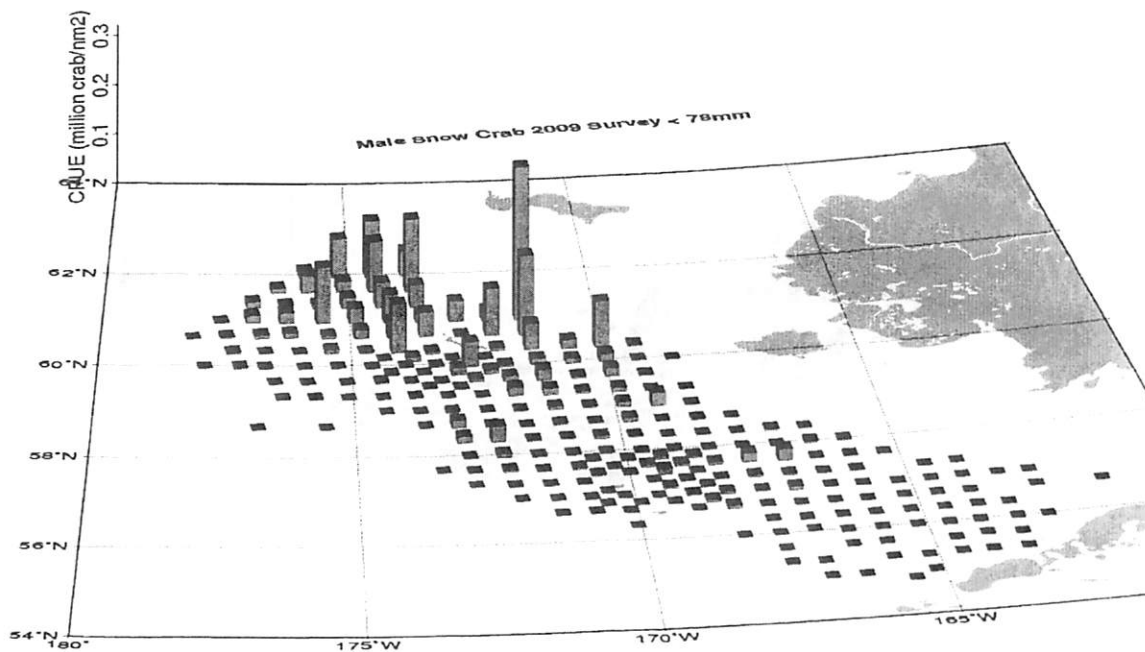 CPUE (million crab/nm2)
0.3
0.2
0.1
Male Snow Crab 2009 Survey < 78mm
62°N
60°N
58°N
56°N
54°N
180°
175°W
170°W
165°W